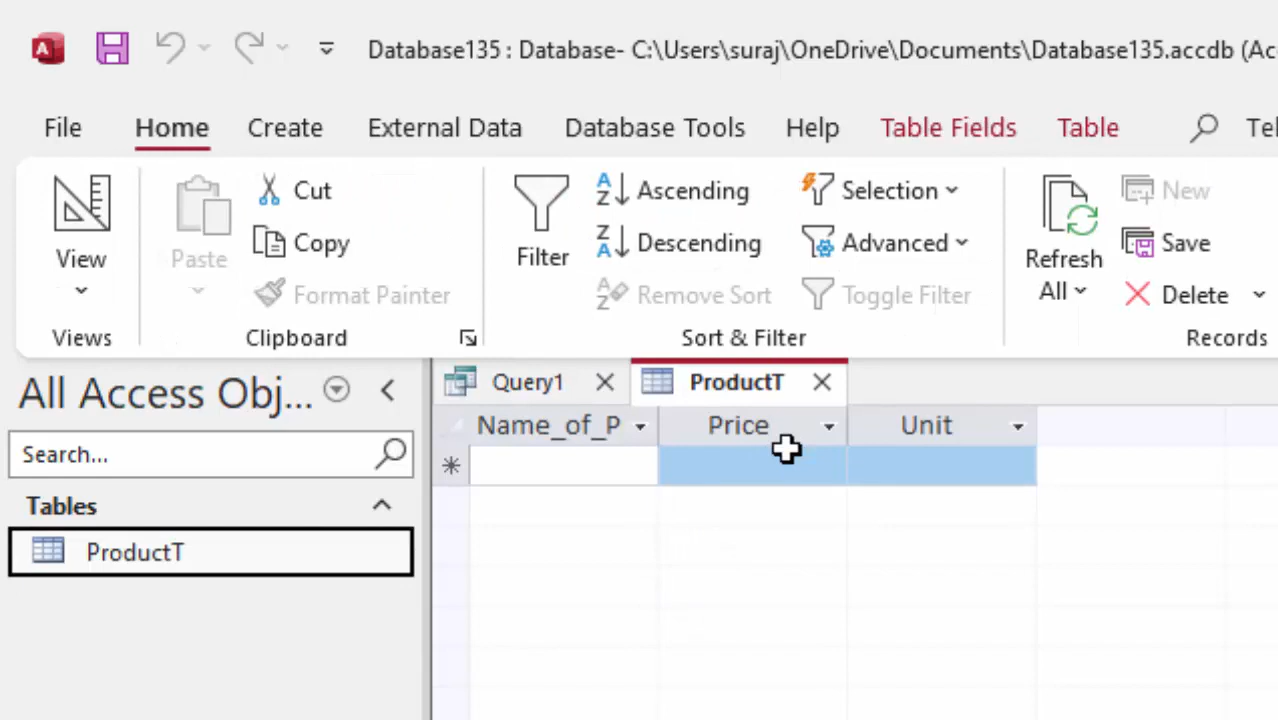 Database135 : Database- C:\Users\suraj\OneDrive\Documents\Database135.accdb (Ac
File Home Create External Data Database Tools Help Table Fields Table Tel
View
Views
Paste
Cut
Copy
Format Painter
Clipboard
Filter
Ascending
Descending
Remove Sort
Selection
Advanced
Toggle Filter
Sort & Filter
Refresh
All
New
Save
Delete
Records
All Access Obj...
Search...
Tables
ProductT
Query1 ProductT
Name_of_P Price Unit